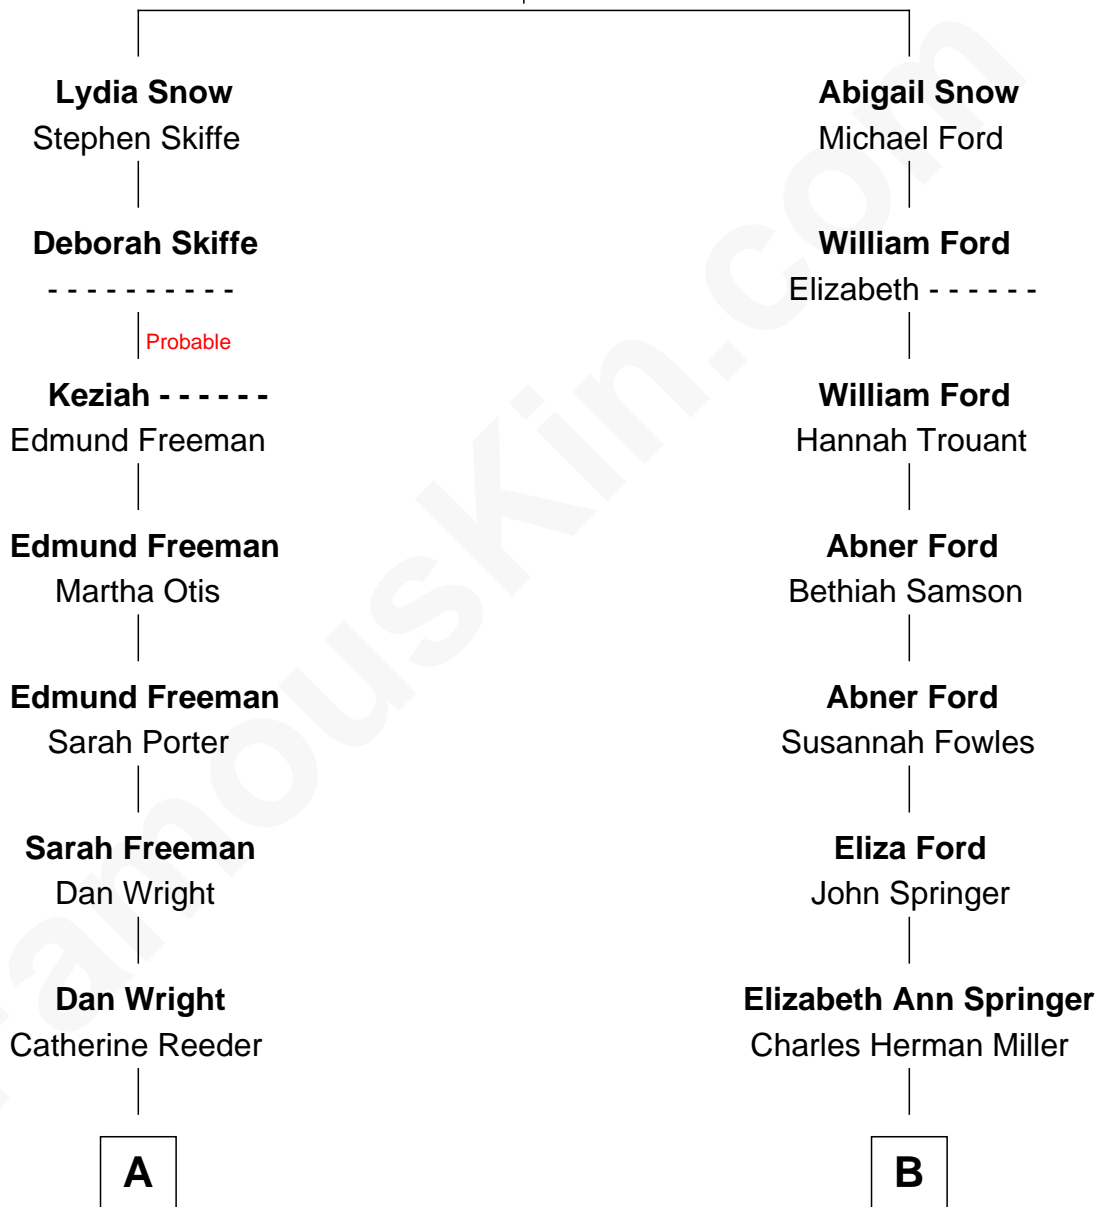 Lydia Snow
Stephen Skiffe
Abigail Snow
Michael Ford
Deborah Skiffe
- - - - - - - - - -
William Ford
Elizabeth - - - - - -
Probable
Keziah - - - - - -
Edmund Freeman
William Ford
Hannah Trouant
Edmund Freeman
Martha Otis
Abner Ford
Bethiah Samson
Edmund Freeman
Sarah Porter
Abner Ford
Susannah Fowles
Sarah Freeman
Dan Wright
Eliza Ford
John Springer
Dan Wright
Catherine Reeder
Elizabeth Ann Springer
Charles Herman Miller
A
B
FamousKin.com